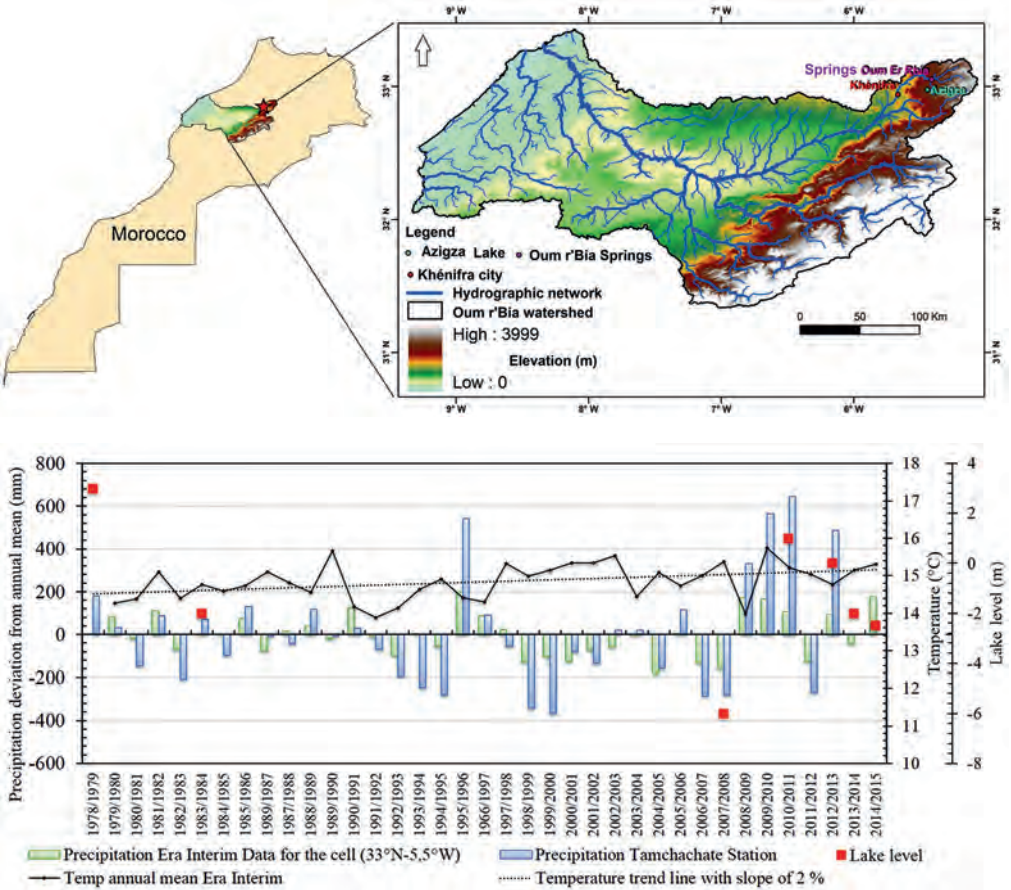 9° W
8° W
7° W
6° W
33° N
Springs Oum Er Rbia
Khénifra
Azigza
32° N
31° N
Morocco
Legend
Azigza Lake
Oum r'Bia Springs
Khénifra city
Hydrographic network
Oum r'Bia watershed
High : 3999
Elevation (m)
Low : 0
0 50 100 Km
33° N
32° N
31° N
9° W
8° W
7° W
6° W
Precipitation deviation from annual mean (mm)
800
600
400
200
0
-200
-400
-600
18
17
16
15
14
13
12
11
10
Temperature (°C)
4
2
0
-2
-4
-6
-8
Lake level (m)
1978/1979
1979/1980
1980/1981
1981/1982
1982/1983
1983/1984
1984/1985
1985/1986
1986/1987
1987/1988
1988/1989
1989/1990
1990/1991
1991/1992
1992/1993
1993/1994
1994/1995
1995/1996
1996/1997
1997/1998
1998/1999
1999/2000
2000/2001
2001/2002
2002/2003
2003/2004
2004/2005
2005/2006
2006/2007
2007/2008
2008/2009
2009/2010
2010/2011
2011/2012
2012/2013
2013/2014
2014/2015
Precipitation Era Interim Data for the cell (33°N-5,5°W)
Precipitation Tamchachate Station
Lake level
Temp annual mean Era Interim
Temperature trend line with slope of 2 %